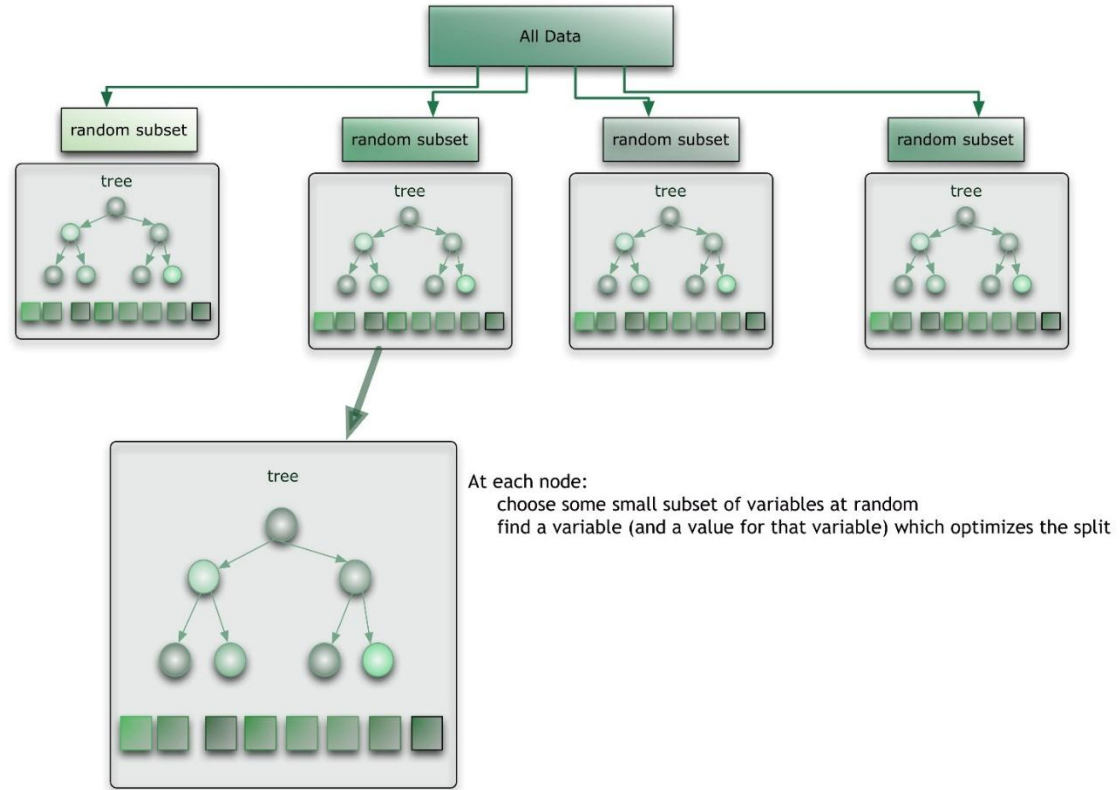 All Data
random subset
random subset
random subset
random subset
tree
tree
tree
tree
tree
At each node:
choose some small subset of variables at random
find a variable (and a value for that variable) which optimizes the split